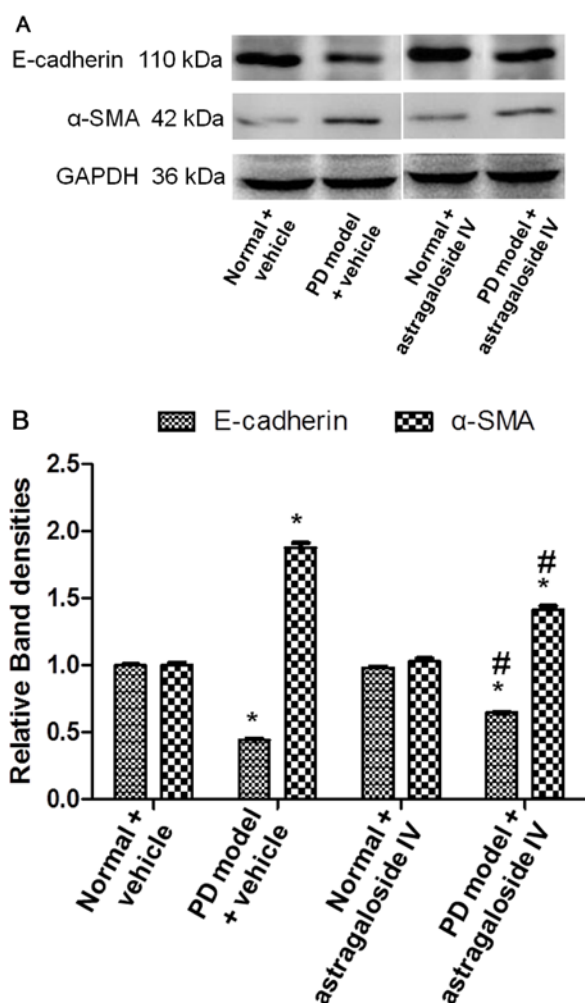 A
E-cadherin 110 kDa
α-SMA 42 kDa
GAPDH 36 kDa
Normal +
vehicle
PD model
+ vehicle
Normal +
astragaloside IV
PD model +
astragaloside IV
B
E-cadherin α-SMA
Relative Band densities
2.5
2.0
1.5
1.0
0.5
0.0
*
*
#
*
#
*
Normal +
vehicle
PD model
+ vehicle
Normal +
astragaloside IV
PD model +
astragaloside IV